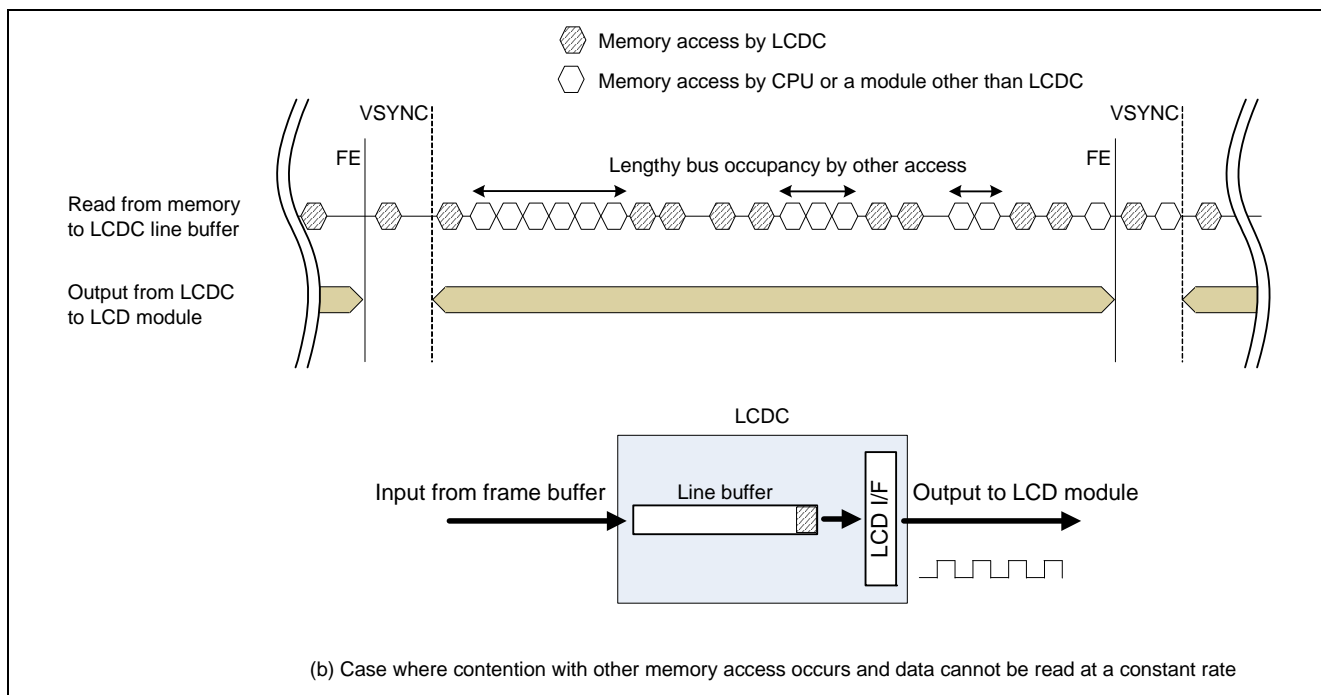 Memory access by LCDC
Memory access by CPU or a module other than LCDC
VSYNC
VSYNC
FE
Lengthy bus occupancy by other access
FE
Read from memory
to LCDC line buffer
Output from LCDC
to LCD module
LCDC
Input from frame buffer
Line buffer
LCD I/F
Output to LCD module
(b) Case where contention with other memory access occurs and data cannot be read at a constant rate